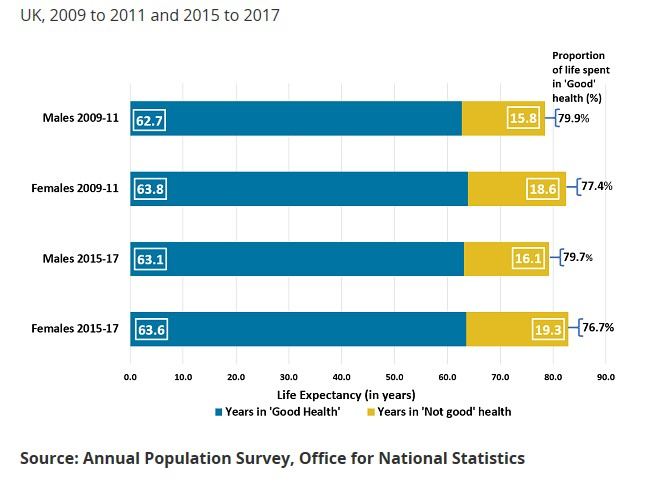 UK, 2009 to 2011 and 2015 to 2017
Proportion
of life spent
in 'Good'
health (%)
Males 2009-11 62.7 15.8 79.9%
Females 2009-11 63.8 18.6 77.4%
Males 2015-17 63.1 16.1 79.7%
Females 2015-17 63.6 19.3 76.7%
0.0 10.0 20.0 30.0 40.0 50.0 60.0 70.0 80.0 90.0
Life Expectancy (in years)
Years in 'Good Health' Years in 'Not good' health
Source: Annual Population Survey, Office for National Statistics